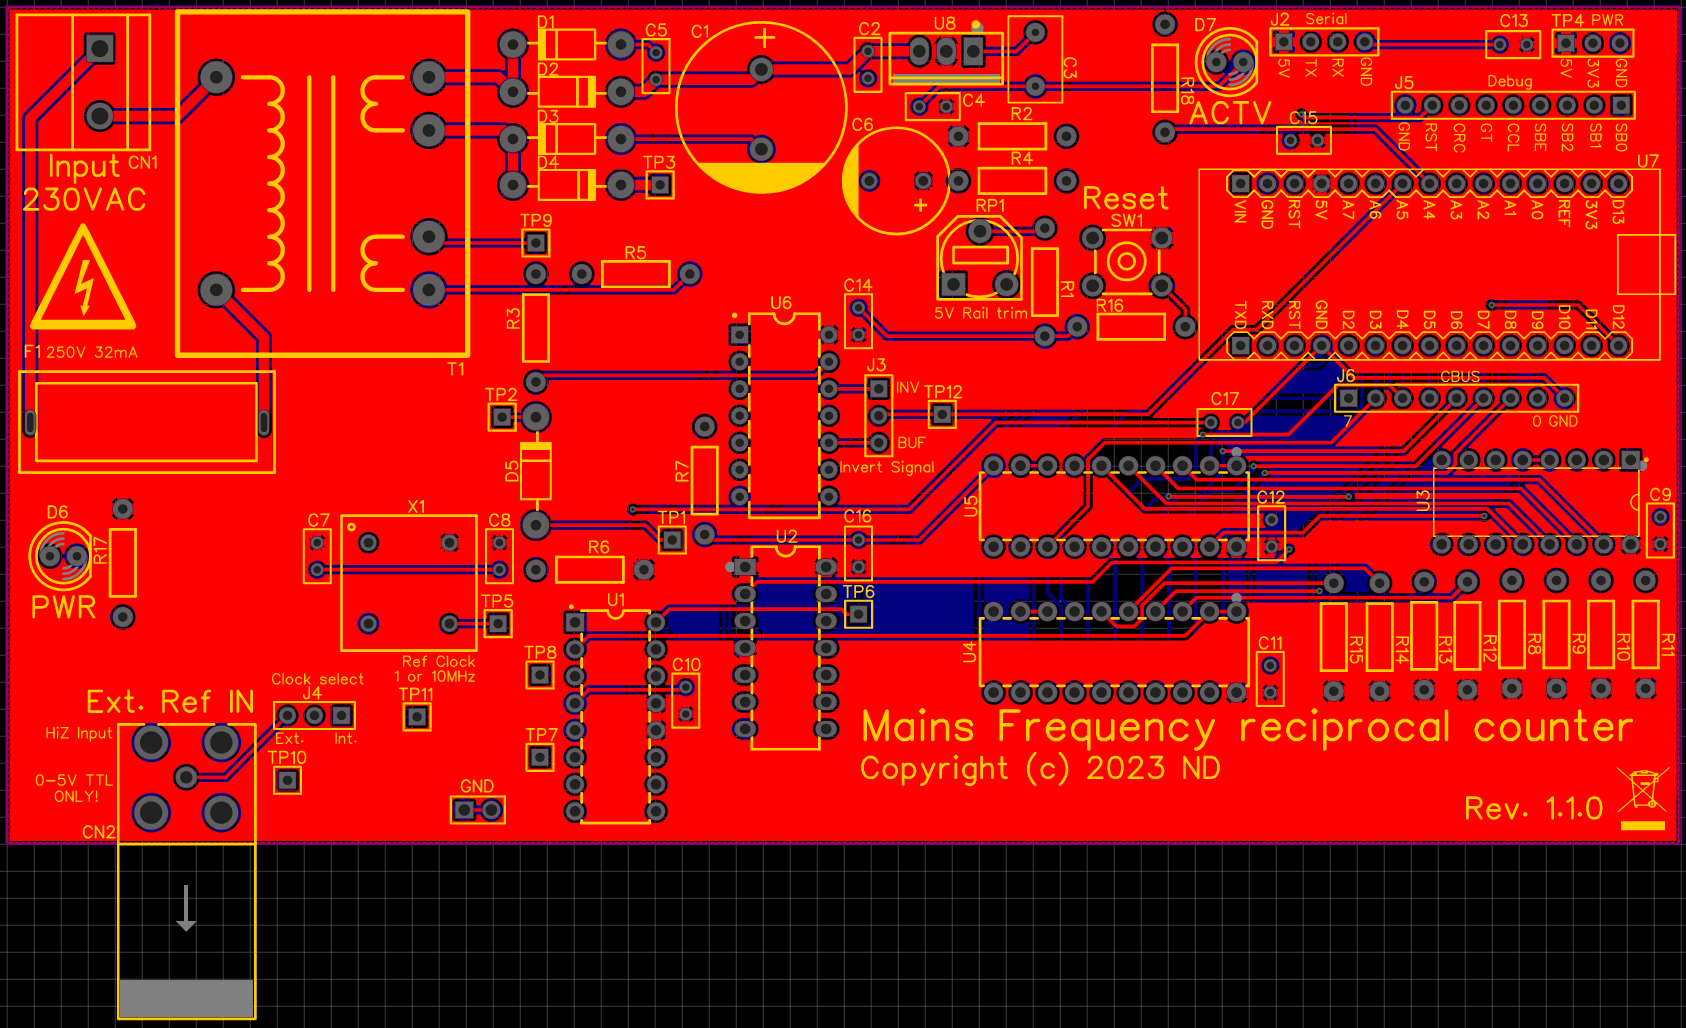 D1
D2
D3
D4
C5
C1
C2
U8
C3
C4
C6
R2
R4
RP1
R18
D7
ACTV
J2 Serial
5V
TX
RX
GND
C13
TP4 PWR
5V
3V3
GND
J5
Debug
GND
RST
CRC
GT
CCL
SBE
SB2
SB1
SB0
C15
U7
VIN
GND
RST
5V
A7
A6
A5
A4
A3
A2
A1
A0
REF
3V3
D13
TXD
RXD
RST
GND
D2
D3
D4
D5
D6
D7
D8
D9
D10
D11
D12
Input CN1
230VAC
TP3
TP9
R5
R3
Reset
SW1
R1
R16
5V Rail trim
F1 250V 32mA
T1
U6
C14
J3
INV
BUF
Invert Signal
TP12
TP2
D5
R7
C17
J6
CBUS
7
0 GND
U5
C12
U3
C9
D6
R17
PWR
C7
X1
C8
TP1
R6
U2
C16
TP6
TP5
U1
TP8
C10
U4
C11
R15
R14
R13
R12
R8
R9
R10
R11
Ref Clock
1 or 10MHz
Clock select
J4
Ext.
Int.
TP11
TP10
TP7
GND
Ext. Ref IN
HiZ Input
0-5V TTL
ONLY!
CN2
Mains Frequency reciprocal counter
Copyright (c) 2023 ND
Rev. 1.1.0